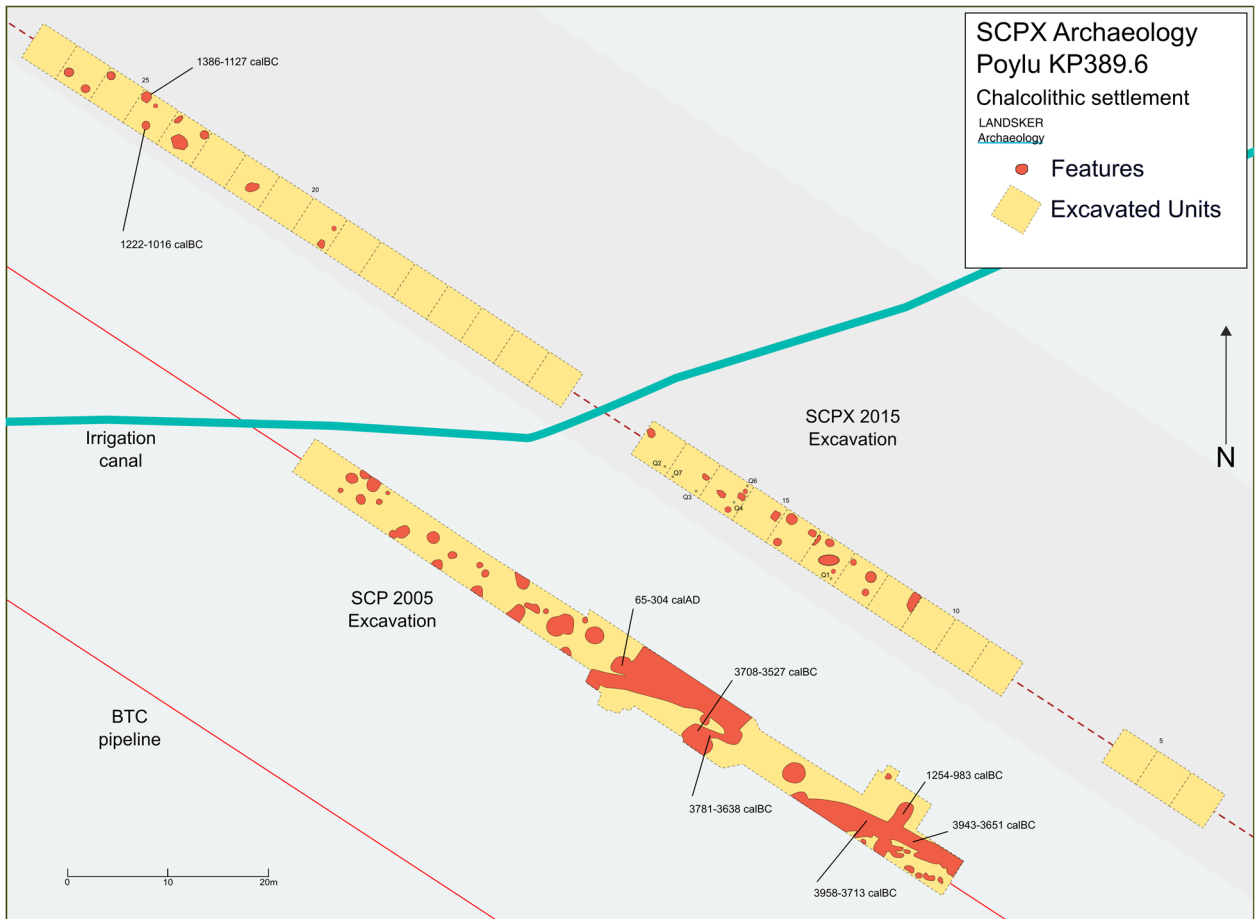 SCPX Archaeology
Poylu KP389.6
Chalcolithic settlement
LANDSKER
Archaeology
Features
Excavated Units
1386-1127 calBC
25
1222-1016 calBC
20
N
Irrigation
canal
SCPX 2015
Excavation
Q2
Q7
Q3
Q6
Q4
15
Q1
10
5
SCP 2005
Excavation
65-304 calAD
3708-3527 calBC
3781-3638 calBC
1254-983 calBC
3943-3651 calBC
3958-3713 calBC
BTC
pipeline
0 10 20m